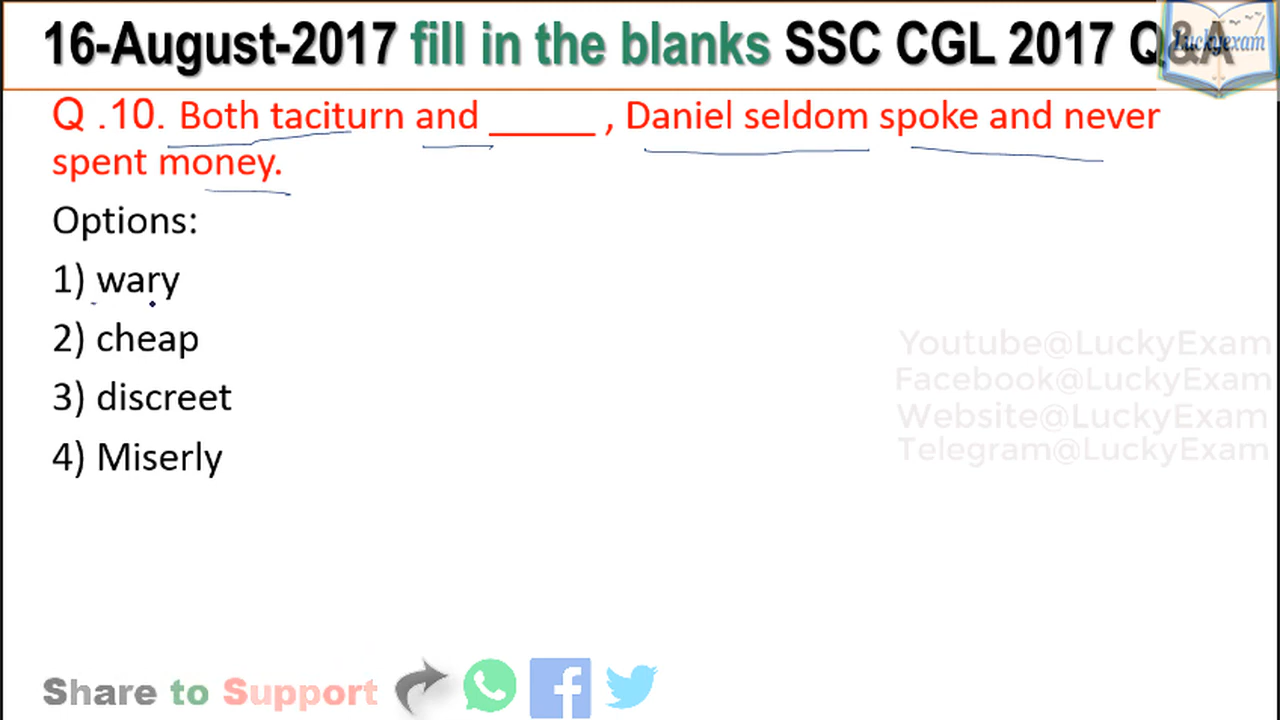 16-August-2017 fill in the blanks SSC CGL 2017 Q&A
Luckyexam
Q .10. Both taciturn and _____ , Daniel seldom spoke and never
spent money.
Options:
1) wary
2) cheap
3) discreet
4) Miserly
Youtube@LuckyExam
Facebook@LuckyExam
Website@LuckyExam
Telegram@LuckyExam
Share to Support